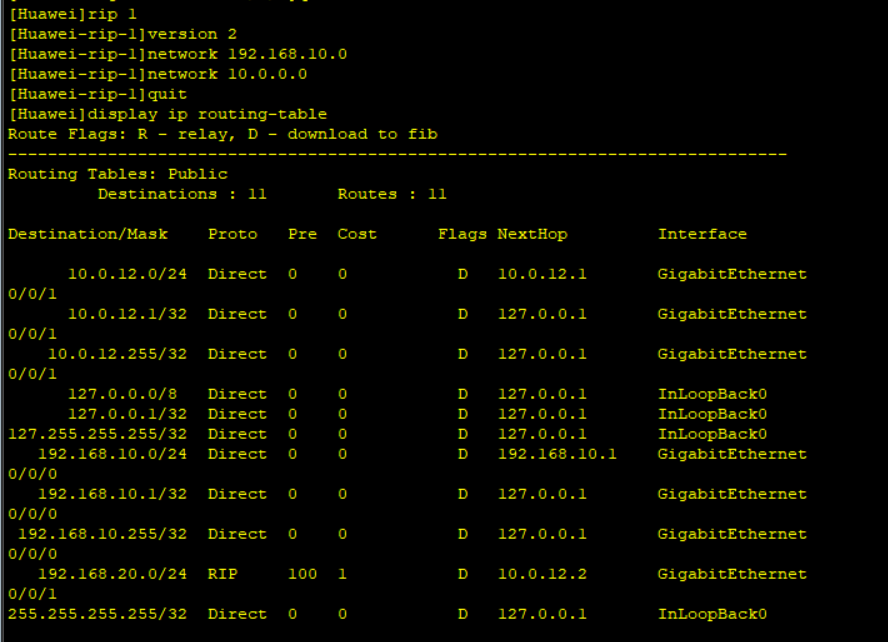 [Huawei]rip 1
[Huawei-rip-1]version 2
[Huawei-rip-1]network 192.168.10.0
[Huawei-rip-1]network 10.0.0.0
[Huawei-rip-1]quit
[Huawei]display ip routing-table
Route Flags: R - relay, D - download to fib
------------------------------------------------------------------------------
Routing Tables: Public
         Destinations : 11       Routes : 11

Destination/Mask    Proto   Pre  Cost      Flags NextHop         Interface

      10.0.12.0/24  Direct  0    0           D   10.0.12.1       GigabitEthernet
0/0/1
      10.0.12.1/32  Direct  0    0           D   127.0.0.1       GigabitEthernet
0/0/1
    10.0.12.255/32  Direct  0    0           D   127.0.0.1       GigabitEthernet
0/0/1
      127.0.0.0/8   Direct  0    0           D   127.0.0.1       InLoopBack0
      127.0.0.1/32  Direct  0    0           D   127.0.0.1       InLoopBack0
127.255.255.255/32  Direct  0    0           D   127.0.0.1       InLoopBack0
   192.168.10.0/24  Direct  0    0           D   192.168.10.1    GigabitEthernet
0/0/0
   192.168.10.1/32  Direct  0    0           D   127.0.0.1       GigabitEthernet
0/0/0
 192.168.10.255/32  Direct  0    0           D   127.0.0.1       GigabitEthernet
0/0/0
   192.168.20.0/24  RIP     100  1           D   10.0.12.2       GigabitEthernet
0/0/1
255.255.255.255/32  Direct  0    0           D   127.0.0.1       InLoopBack0